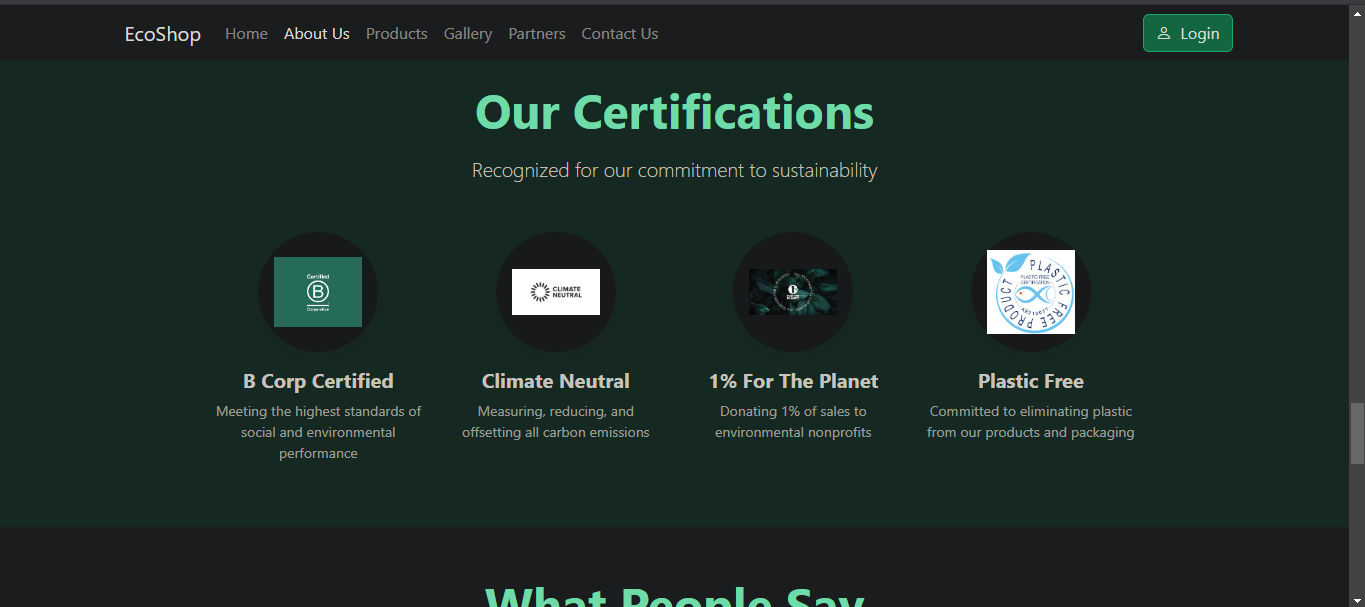 EcoShop Home About Us Products Gallery Partners Contact Us Login
Our Certifications
Recognized for our commitment to sustainability
Certified
B
Corporation
CLIMATE
NEUTRAL
PLASTIC FREE PRODUCT
PLASTIC FREE
CERTIFICATION
B Corp Certified
Meeting the highest standards of
social and environmental
performance
Climate Neutral
Measuring, reducing, and
offsetting all carbon emissions
1% For The Planet
Donating 1% of sales to
environmental nonprofits
Plastic Free
Committed to eliminating plastic
from our products and packaging
What People Say